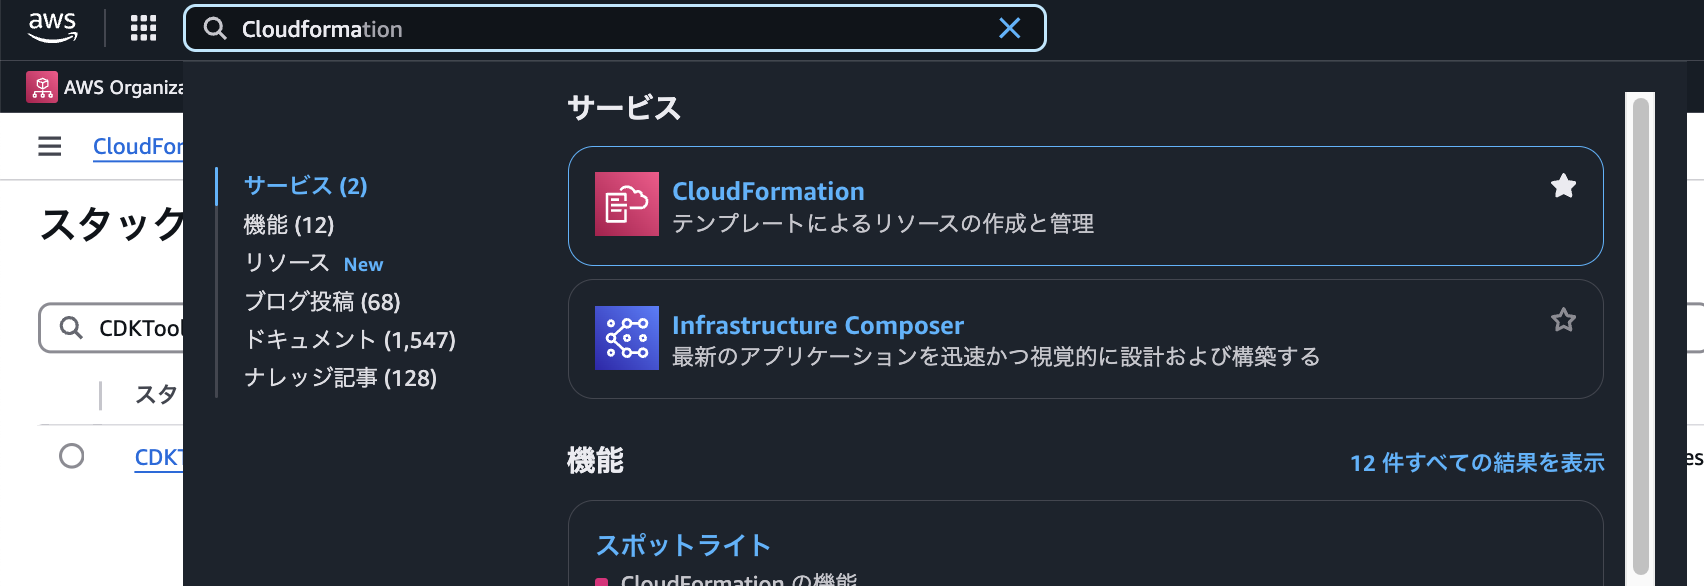 aws
Cloudformation
AWS Organiza
CloudFor
スタック
CDKTool
スタ
CDKT
サービス (2)
機能 (12)
リソース New
ブログ投稿 (68)
ドキュメント (1,547)
ナレッジ記事 (128)
サービス
CloudFormation
テンプレートによるリソースの作成と管理
Infrastructure Composer
最新のアプリケーションを迅速かつ視覚的に設計および構築する
機能
12 件すべての結果を表示
スポットライト
CloudFormation の機能
es